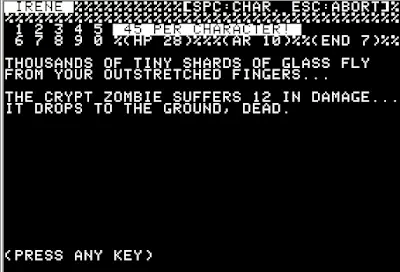 IRENE [SPC:CHAR, ESC:ABORT]
1 2 3 4 5 45 PER CHARACTER!
6 7 8 9 0 %(HP 28)%%(AR 10)%%(END 7)%%
THOUSANDS OF TINY SHARDS OF GLASS FLY
FROM YOUR OUTSTRETCHED FINGERS...
THE CRYPT ZOMBIE SUFFERS 12 IN DAMAGE...
IT DROPS TO THE GROUND, DEAD.
(PRESS ANY KEY)